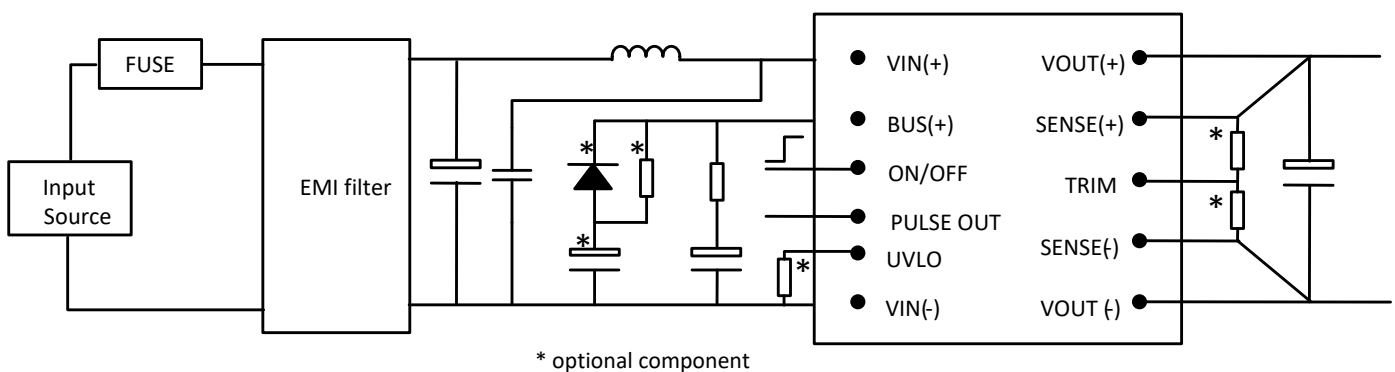 FUSE
Input
Source
EMI filter
*
*
*
*
VIN(+)
BUS(+)
ON/OFF
PULSE OUT
UVLO
VIN(-)
VOUT(+)
SENSE(+)
TRIM
SENSE(-)
VOUT (-)
*
*
* optional component